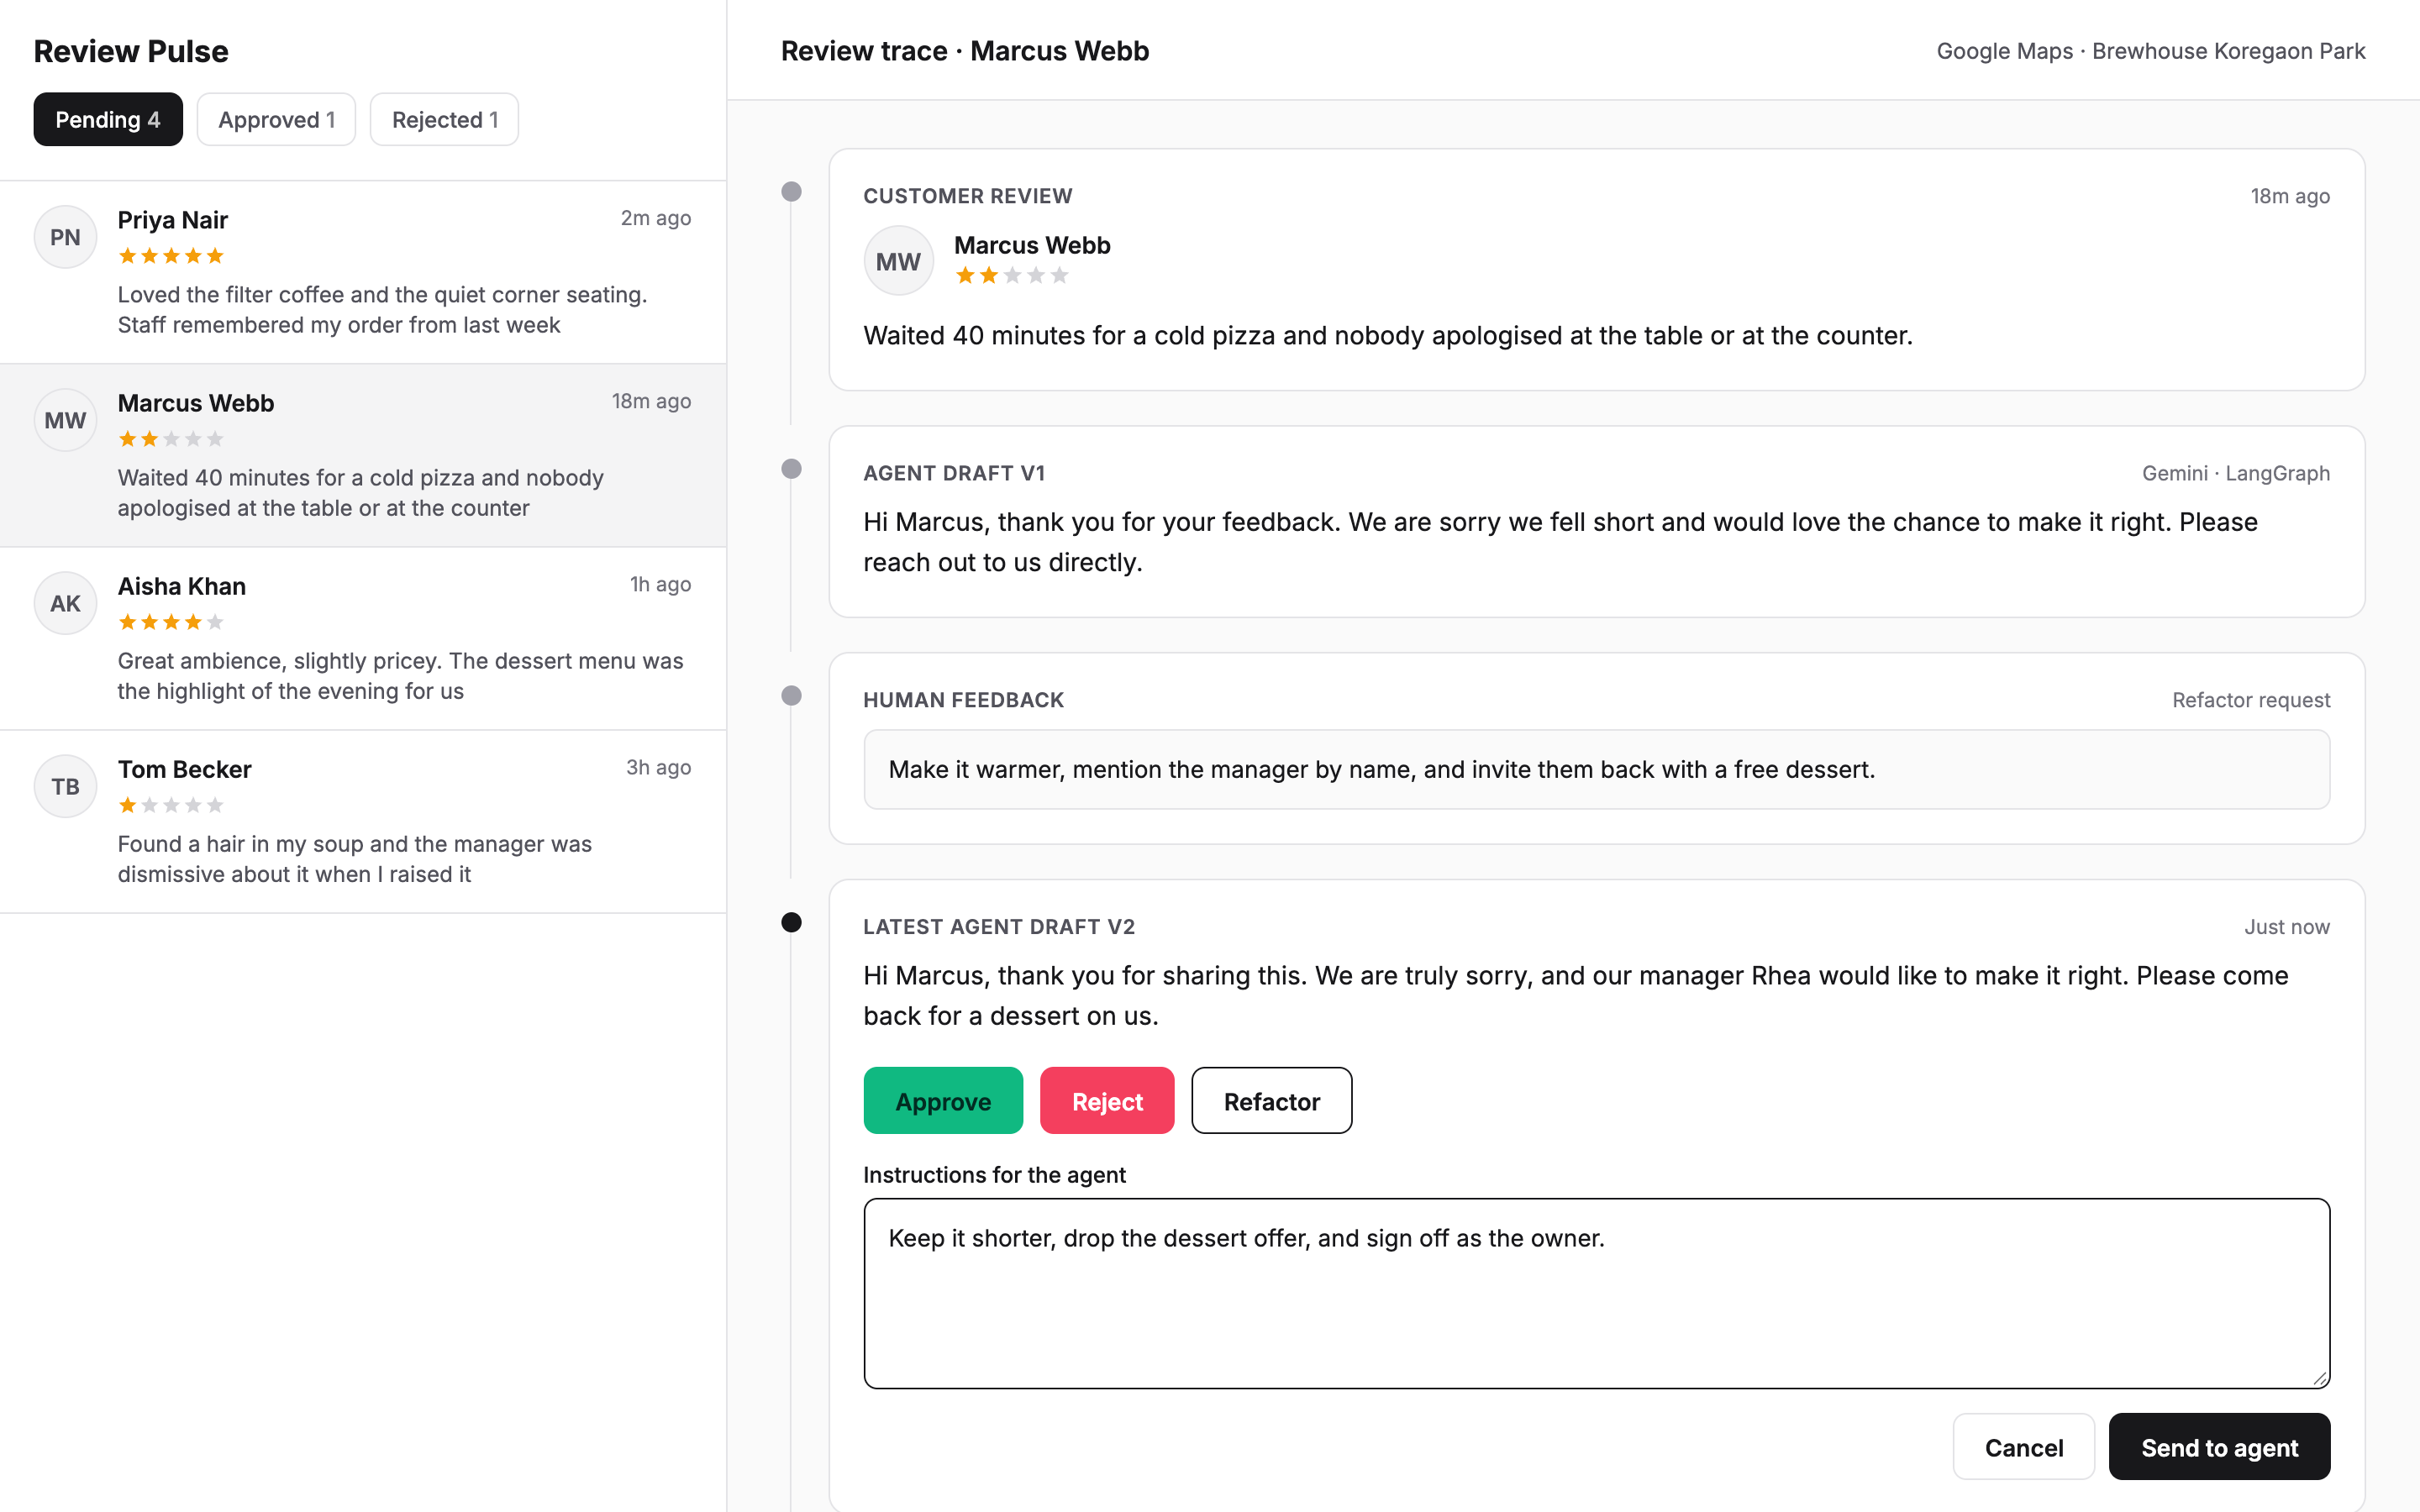 Review Pulse
Pending 4
Approved 1
Rejected 1
PN
Priya Nair
2m ago
Loved the filter coffee and the quiet corner seating.
Staff remembered my order from last week
MW
Marcus Webb
18m ago
Waited 40 minutes for a cold pizza and nobody
apologised at the table or at the counter
AK
Aisha Khan
1h ago
Great ambience, slightly pricey. The dessert menu was
the highlight of the evening for us
TB
Tom Becker
3h ago
Found a hair in my soup and the manager was
dismissive about it when I raised it
Review trace · Marcus Webb
Google Maps · Brewhouse Koregaon Park
CUSTOMER REVIEW
18m ago
MW
Marcus Webb
Waited 40 minutes for a cold pizza and nobody apologised at the table or at the counter.
AGENT DRAFT V1
Gemini · LangGraph
Hi Marcus, thank you for your feedback. We are sorry we fell short and would love the chance to make it right. Please
reach out to us directly.
HUMAN FEEDBACK
Refactor request
Make it warmer, mention the manager by name, and invite them back with a free dessert.
LATEST AGENT DRAFT V2
Just now
Hi Marcus, thank you for sharing this. We are truly sorry, and our manager Rhea would like to make it right. Please come
back for a dessert on us.
Approve
Reject
Refactor
Instructions for the agent
Keep it shorter, drop the dessert offer, and sign off as the owner.
Cancel
Send to agent